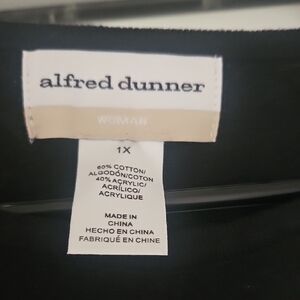 alfred dunner
WOMAN
1X
60% COTTON/
ALGODÓN/COTON
40% ACRYLIC/
ACRÍLICO/
ACRYLIQUE
MADE IN
CHINA
HECHO EN CHINA
FABRIQUÉ EN CHINE